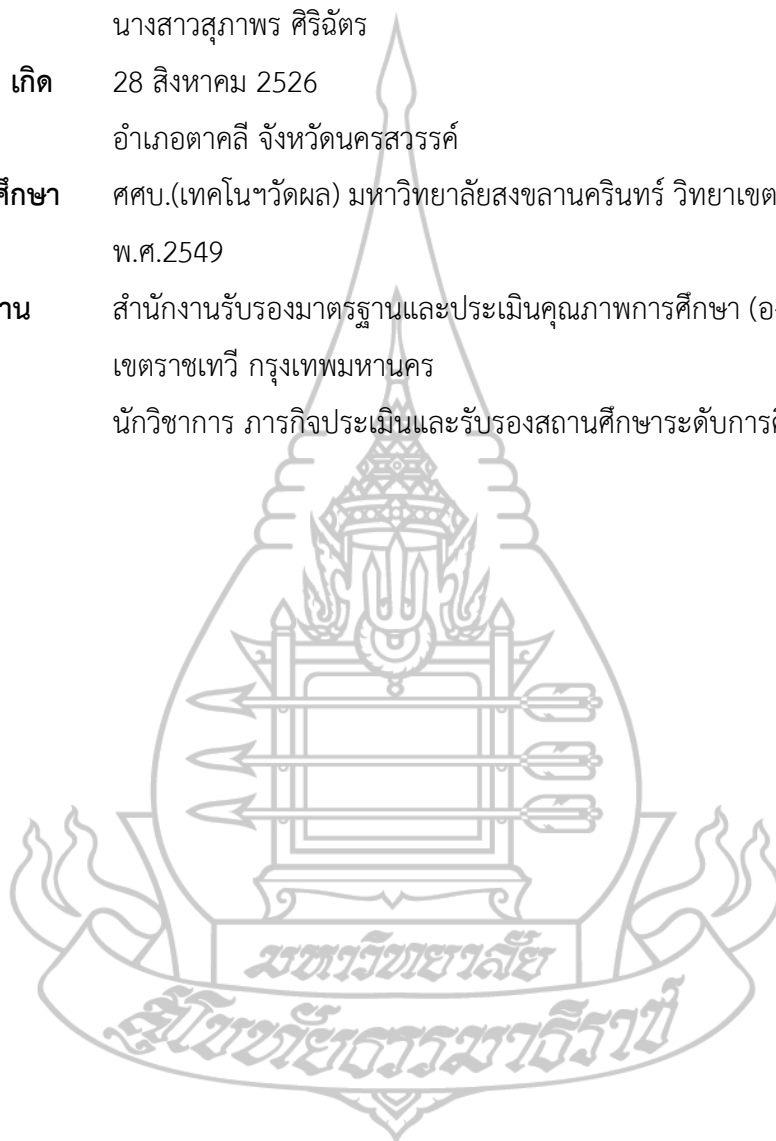 นางสาวสุภาพร ศิริฉัตร
เกิด 28 สิงหาคม 2526
อำเภอตาคลี จังหวัดนครสวรรค์
ศึกษา ศศบ.(เทคโนฯวัดผล) มหาวิทยาลัยสงขลานครินทร์ วิทยาเขต
พ.ศ.2549
สำนักงานรับรองมาตรฐานและประเมินคุณภาพการศึกษา
เขตราชเทวี กรุงเทพมหานคร
นักวิชาการ ภารกิจประเมินและรับรองสถานศึกษาระดับ
มหาวิทยาลัย
สุโขทัยธรรมาธิราช